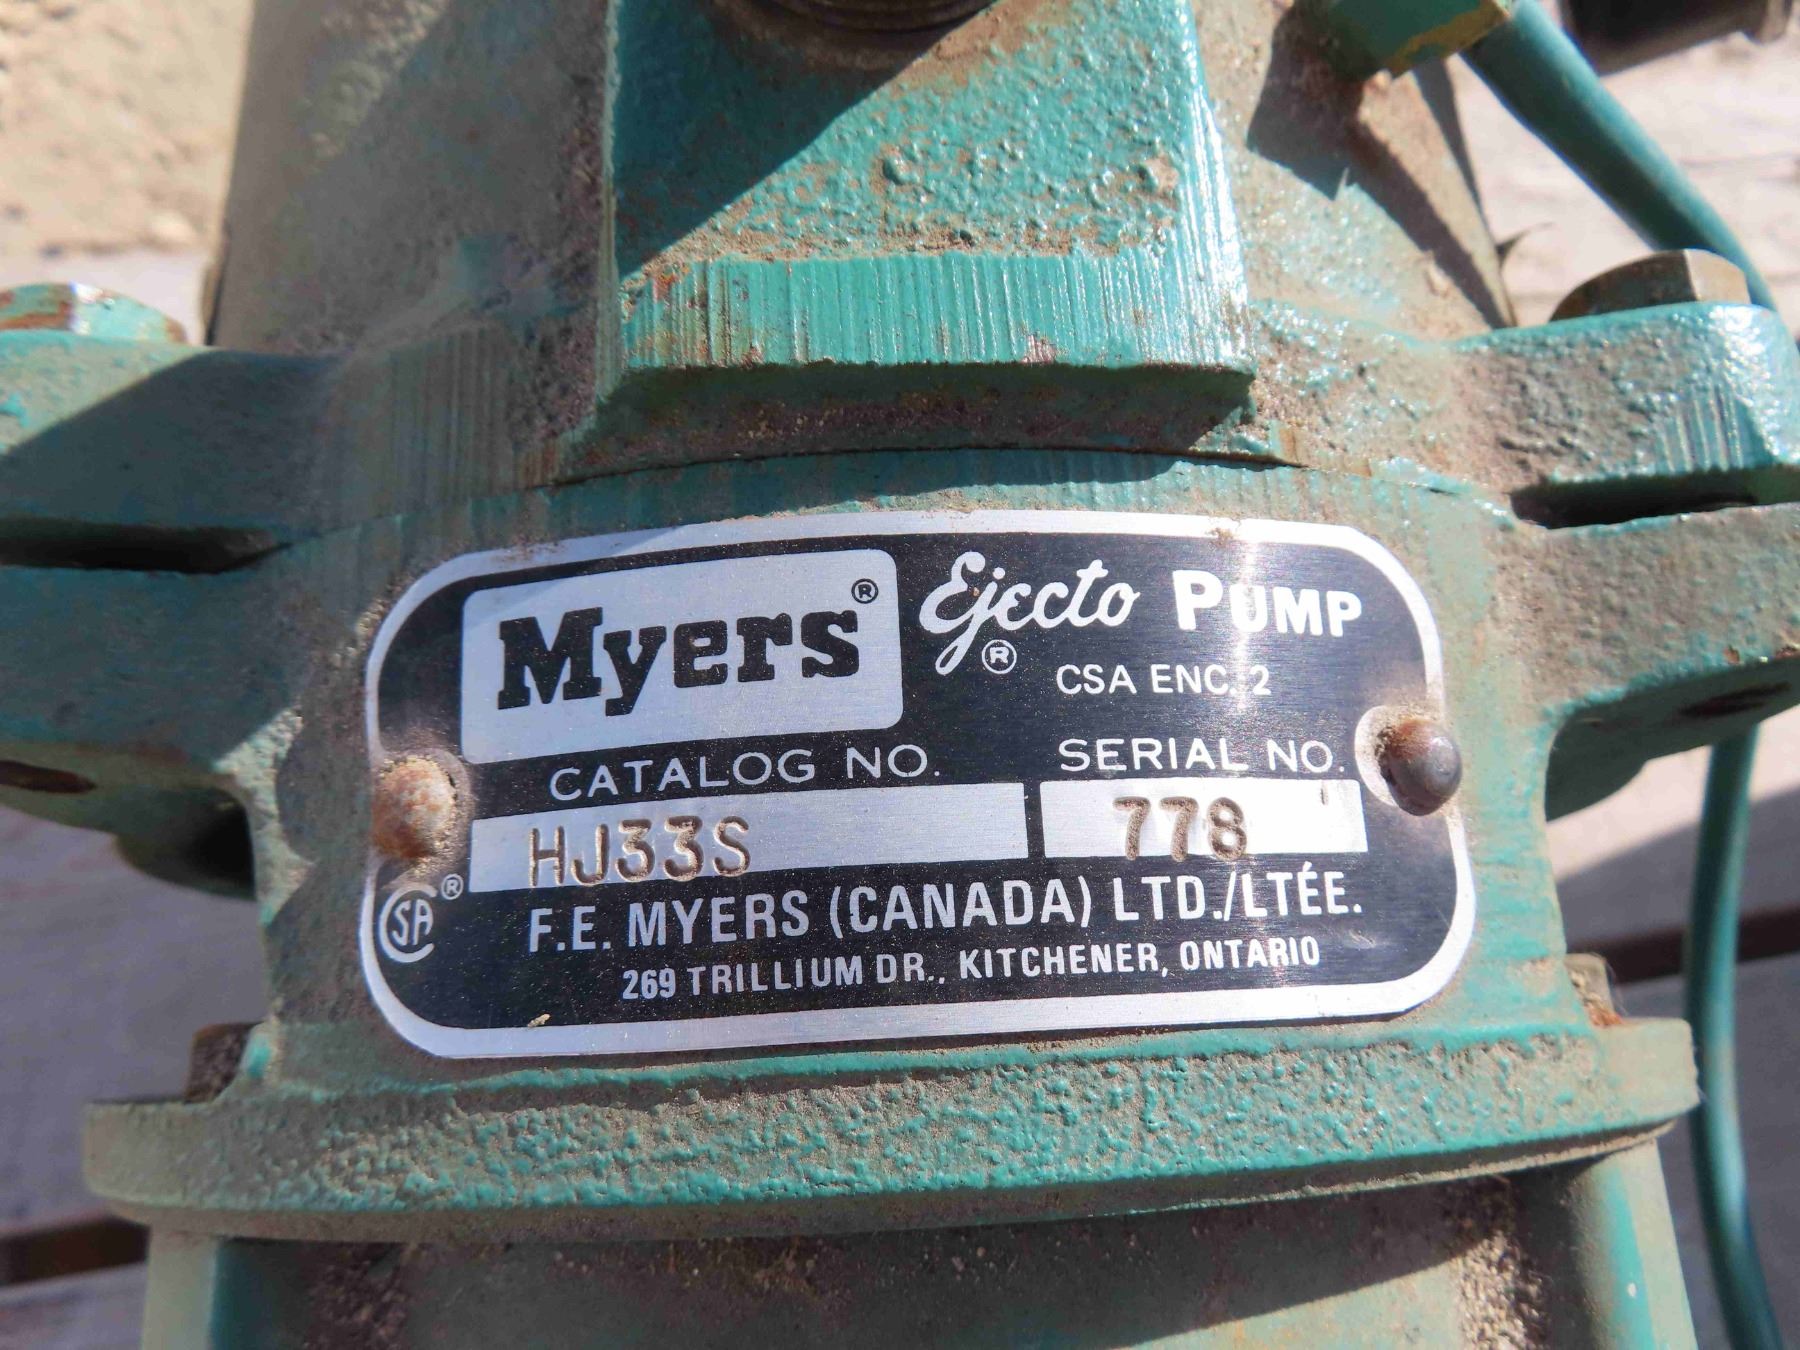 Myers® Ejecto® PUMP
CSA ENC. 2
CATALOG NO. SERIAL NO.
HJ33S 778
CSA®
F.E. MYERS (CANADA) LTD./LTÉE.
269 TRILLIUM DR., KITCHENER, ONTARIO